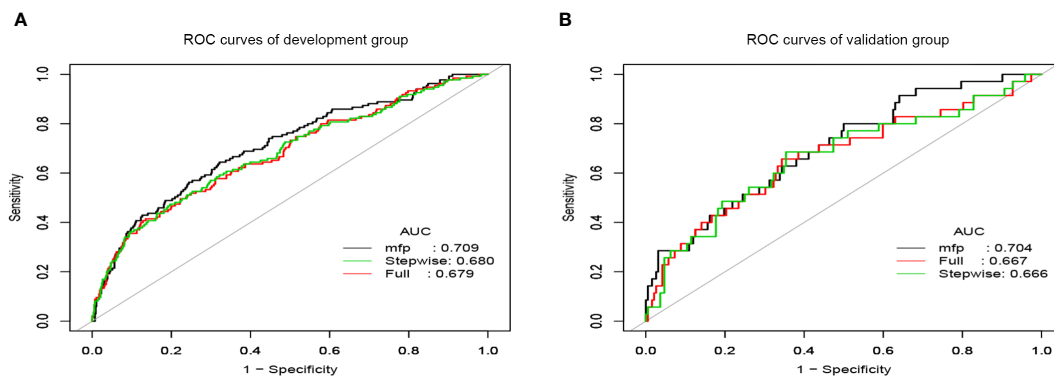 A
ROC curves of development group
Sensitivity
1.0
0.8
0.6
0.4
0.2
0.0
AUC
mfp : 0.709
Stepwise: 0.680
Full : 0.679
0.0 0.2 0.4 0.6 0.8 1.0
1 − Specificity
B
ROC curves of validation group
Sensitivity
1.0
0.8
0.6
0.4
0.2
0.0
AUC
mfp : 0.704
Full : 0.667
Stepwise: 0.666
0.0 0.2 0.4 0.6 0.8 1.0
1 − Specificity